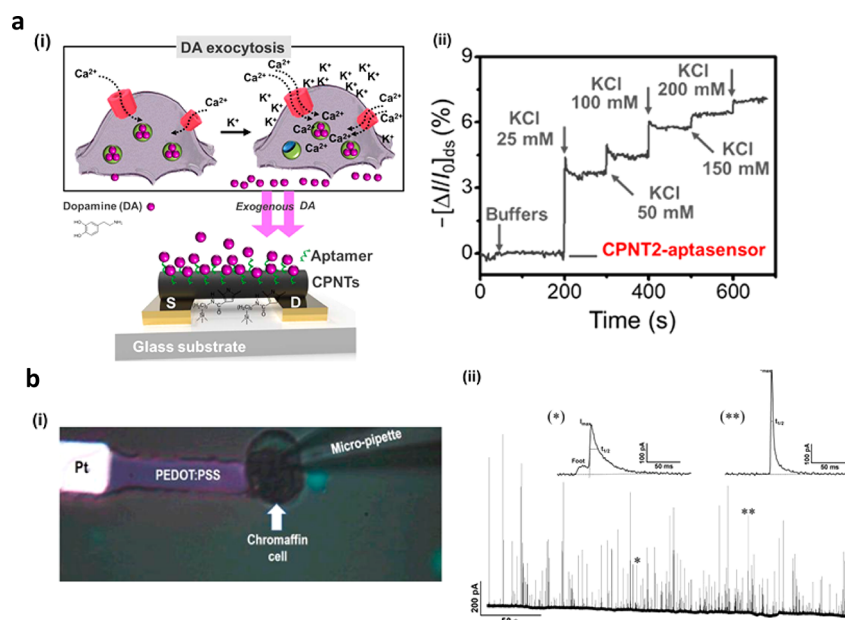 a
(i)
DA exocytosis
Ca²⁺
Ca²⁺
K⁺
Ca²⁺
K⁺ K⁺
K⁺ K⁺ K⁺
K⁺
K⁺
Ca²⁺
Ca²⁺
Ca²⁺
Ca²⁺
Ca²⁺
K⁺
K⁺
Dopamine (DA)
Exogenous DA
Aptamer
CPNTs
S
D
Glass substrate
(ii)
−[ΔI/I₀]ds (%)
9
6
3
0
KCl
25 mM
KCl
100 mM
KCl
200 mM
KCl
50 mM
KCl
150 mM
Buffers
CPNT2-aptasensor
0 200 400 600
Time (s)
b
(i)
Pt
PEDOT:PSS
Micro-pipette
Chromaffin
cell
(ii)
(*)
Foot
t1/2
100 pA
50 ms
(**)
t1/2
100 pA
50 ms
*
**
200 pA